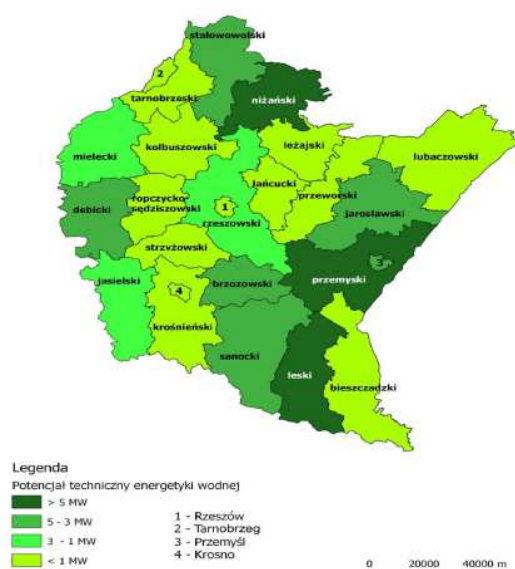 stalowowolski
2
tarnobrzeski
niżański
mielecki
kolbuszowski
leżajski
lubaczowski
łańcucki
ropczycko-
sędziszowski
1
przeworski
dębicki
rzeszowski
jarosławski
strzyżowski
3
jasielski
brzozowski
przemyski
4
krośnieński
sanocki
leski
bieszczadzki
Legenda
Potencjał techniczny energetyki wodnej
> 5 MW
5 - 3 MW
3 - 1 MW
< 1 MW
1 - Rzeszów
2 - Tarnobrzeg
3 - Przemyśl
4 - Krosno
0 20000 40000 m